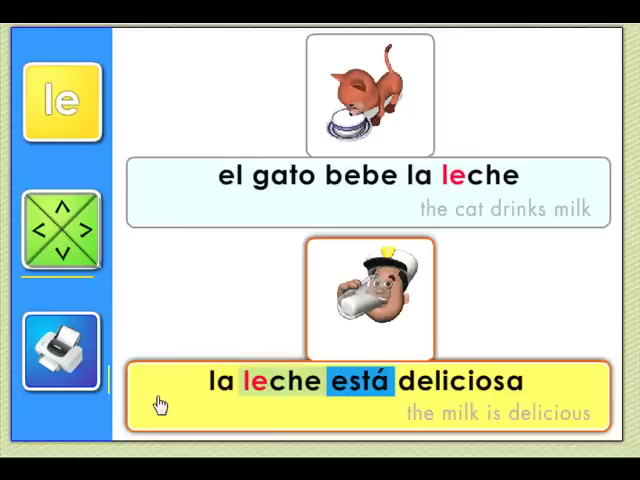 le
el gato bebe la leche
the cat drinks milk
la leche está deliciosa
the milk is delicious